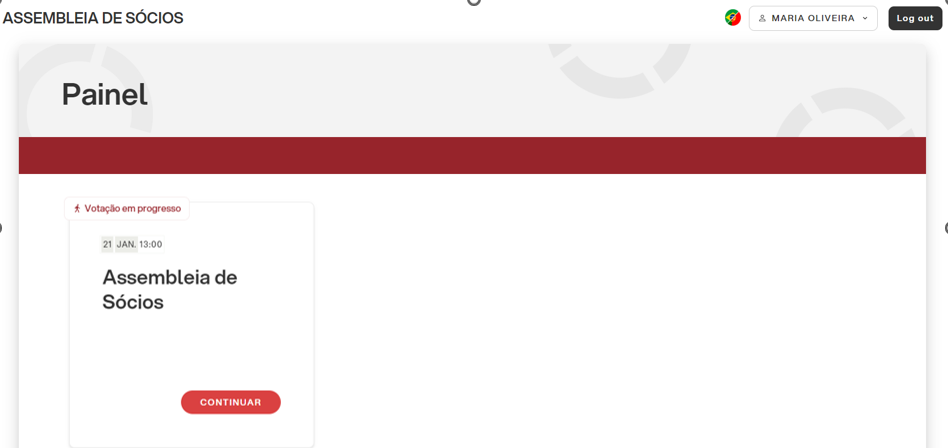 ASSEMBLEIA DE SÓCIOS
MARIA OLIVEIRA
Log out
Painel
Votação em progresso
21 JAN. 13:00
Assembleia de
Sócios
CONTINUAR